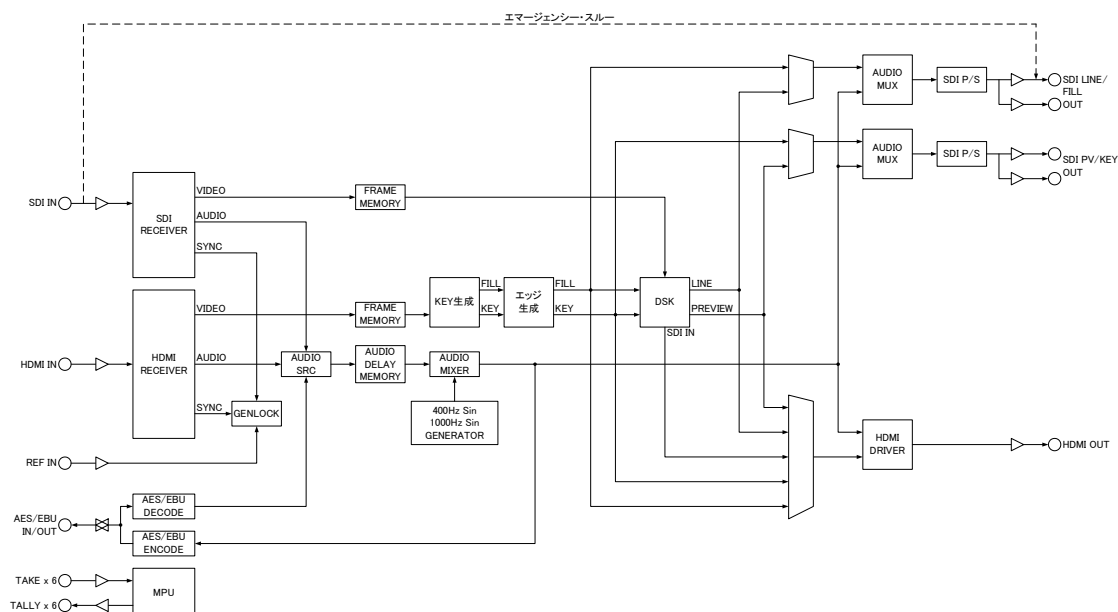 エマージェンシー・スルー
AUDIO
MUX
SDI P/S
SDI LINE/
FILL
OUT
AUDIO
MUX
SDI P/S
SDI PV/KEY
OUT
SDI IN
SDI
RECEIVER
VIDEO
AUDIO
SYNC
FRAME
MEMORY
KEY生成
FILL
KEY
エッジ
生成
FILL
KEY
DSK
LINE
PREVIEW
SDI IN
HDMI IN
HDMI
RECEIVER
VIDEO
AUDIO
SYNC
FRAME
MEMORY
AUDIO
SRC
AUDIO
DELAY
MEMORY
AUDIO
MIXER
GENLOCK
400Hz Sin
1000Hz Sin
GENERATOR
HDMI
DRIVER
HDMI OUT
REF IN
AES/EBU
IN/OUT
AES/EBU
DECODE
AES/EBU
ENCODE
TAKE x 6
TALLY x 6
MPU